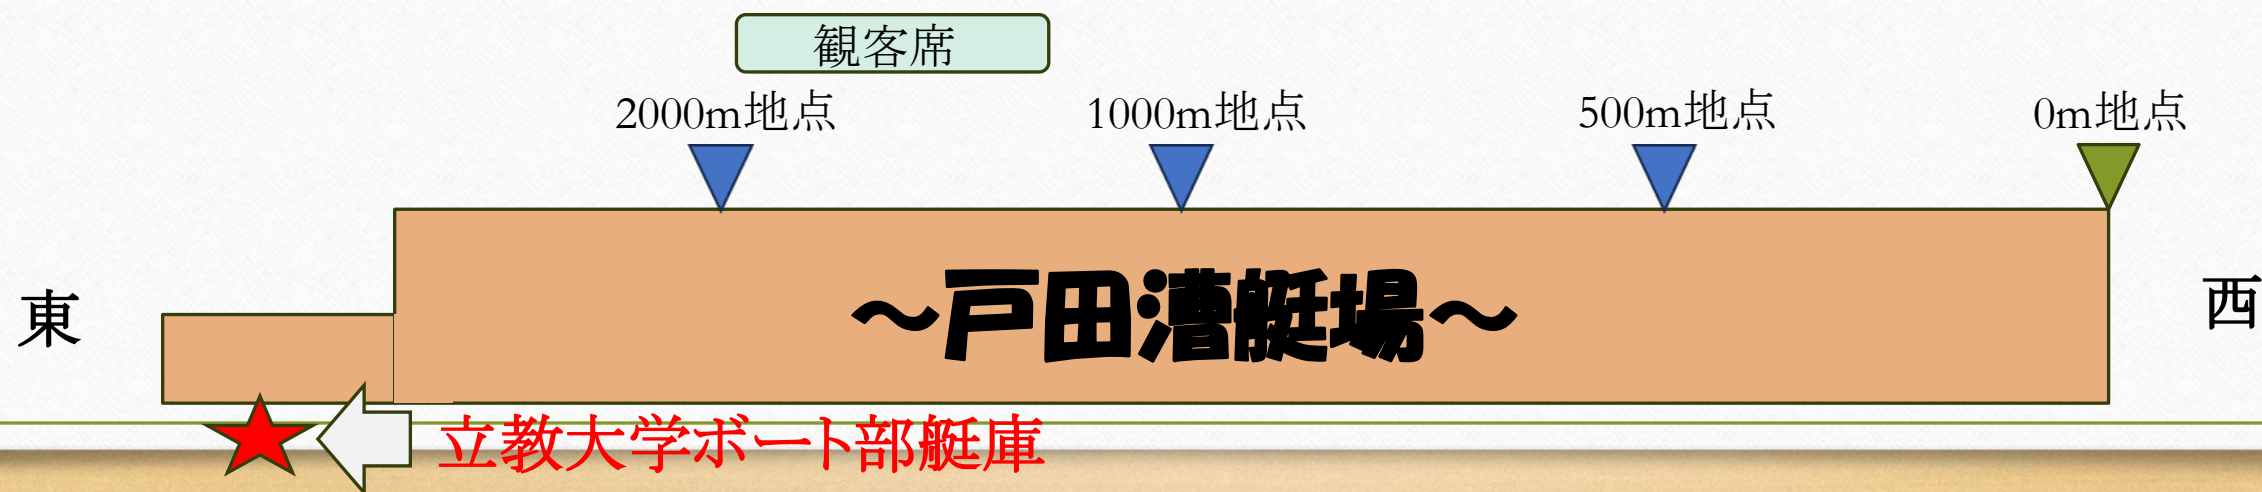 観客席
2000m地点
1000m地点
500m地点
0m地点
東
～戸田漕艇場～
西
立教大学ボート部艇庫